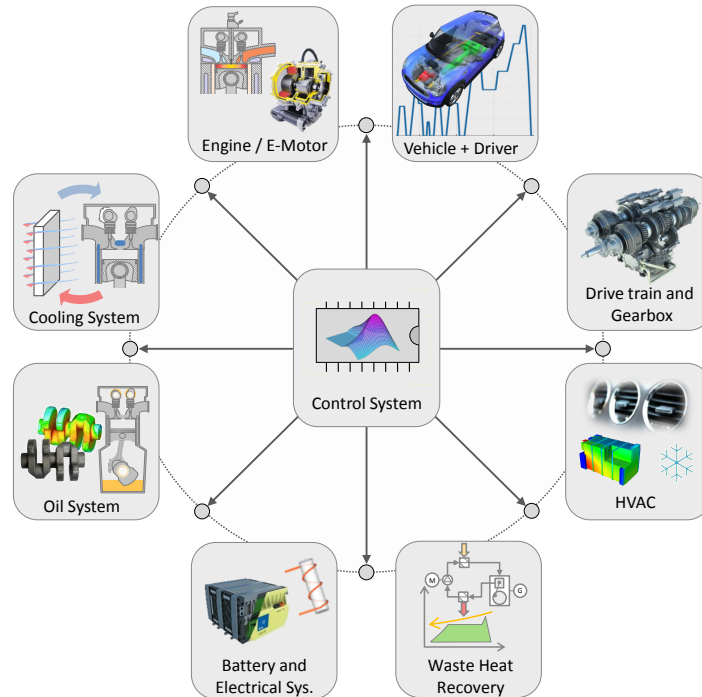 Engine / E-Motor
Vehicle + Driver
Cooling System
Drive train and
Gearbox
Control System
Oil System
HVAC
Battery and
Electrical Sys.
M
G
Waste Heat
Recovery